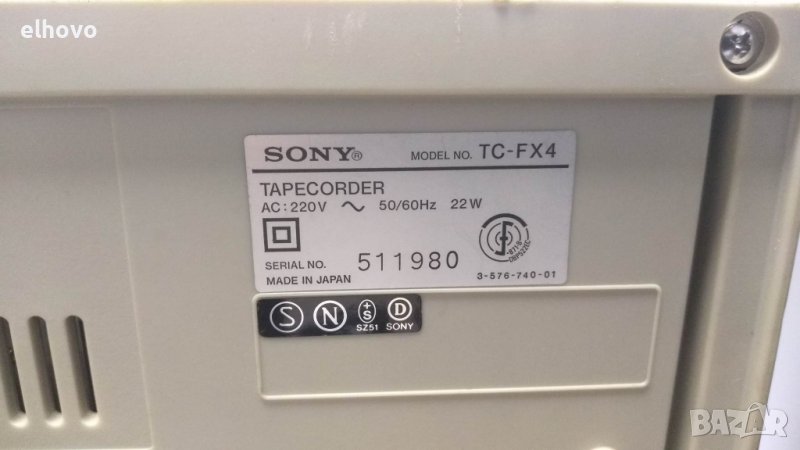 elhovo
SONY® MODEL NO. TC-FX4
TAPECORDER
AC:220V ~ 50/60Hz 22W
SERIAL NO. 511980
MADE IN JAPAN 3-576-740-01
S N +S D
SZ51 SONY
BAZAR